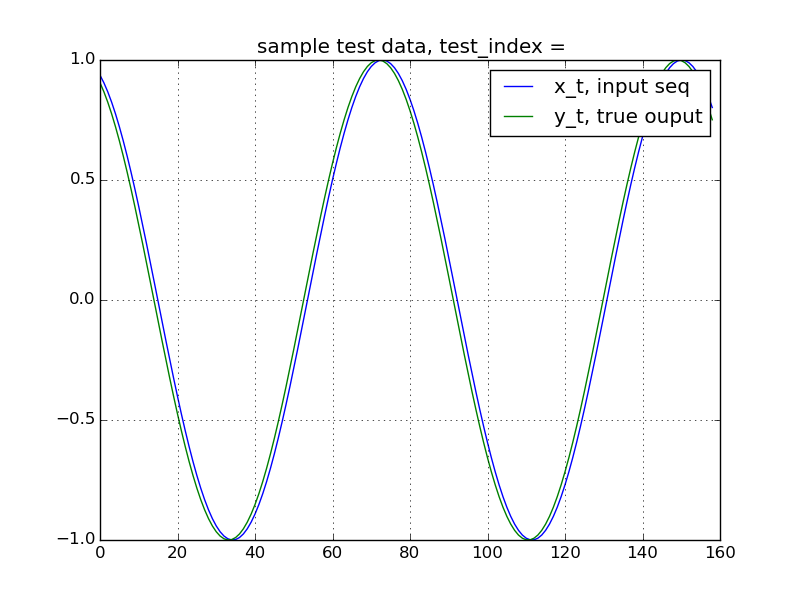 sample test data, test_index =
x_t, input seq
y_t, true ouput
1.0
0.5
0.0
−0.5
−1.0
0 20 40 60 80 100 120 140 160